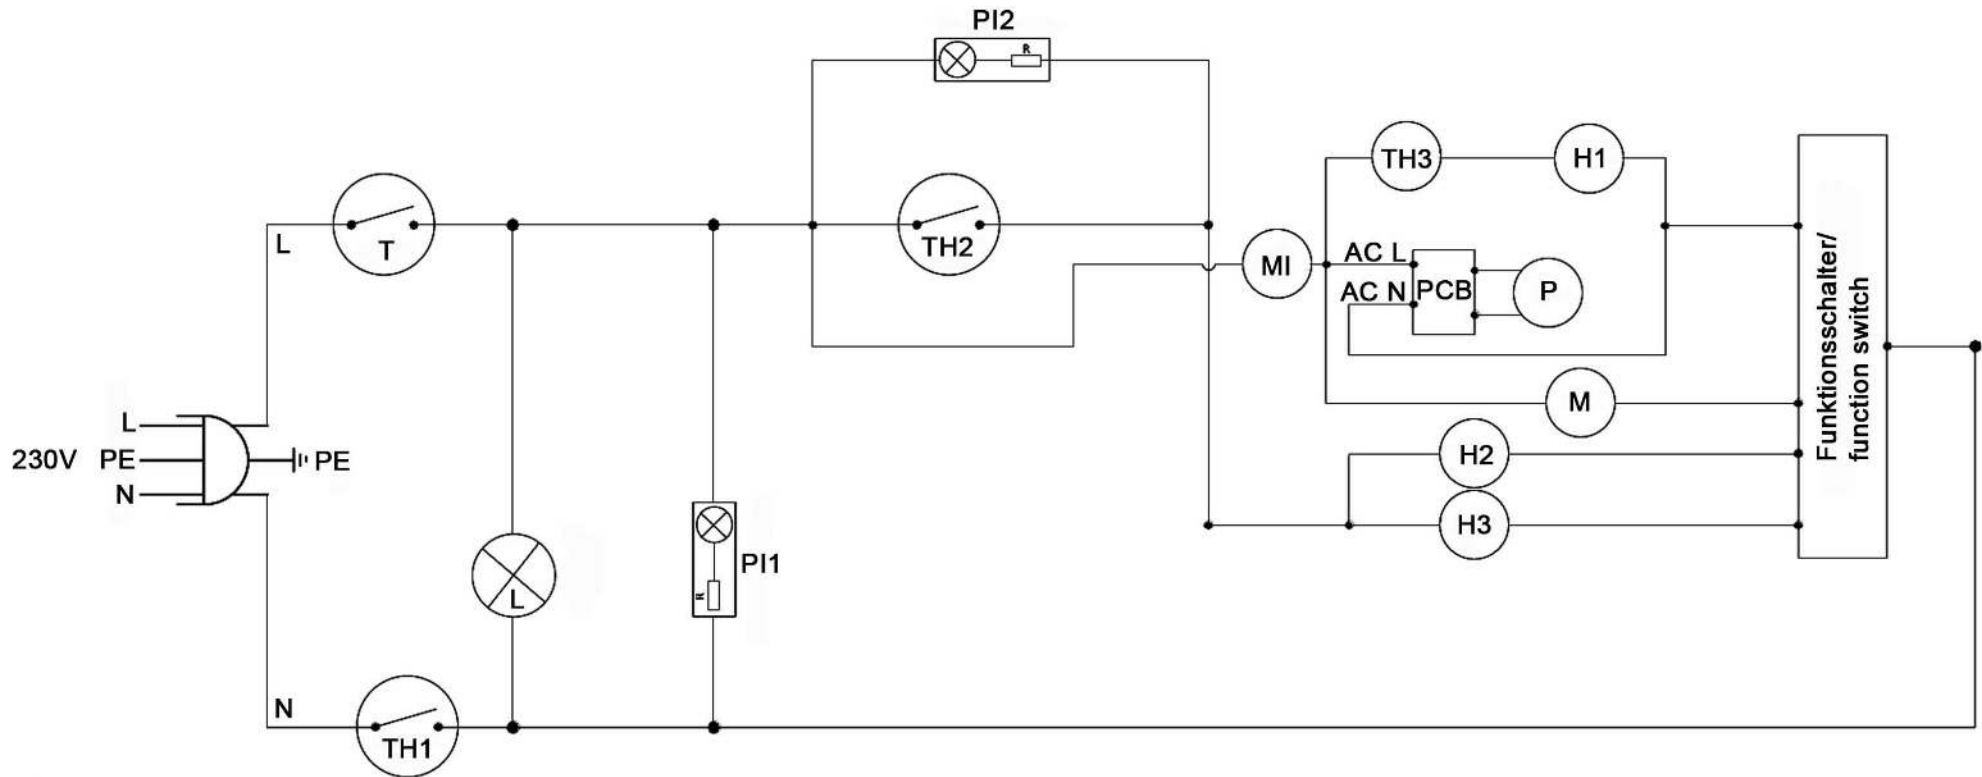 PI2
R
TH3
H1
L
T
TH2
MI
AC L
AC N
PCB
P
Funktionsschalter/
function switch
M
L
230V PE
PE
N
H2
H3
L
PI1
R
N
TH1